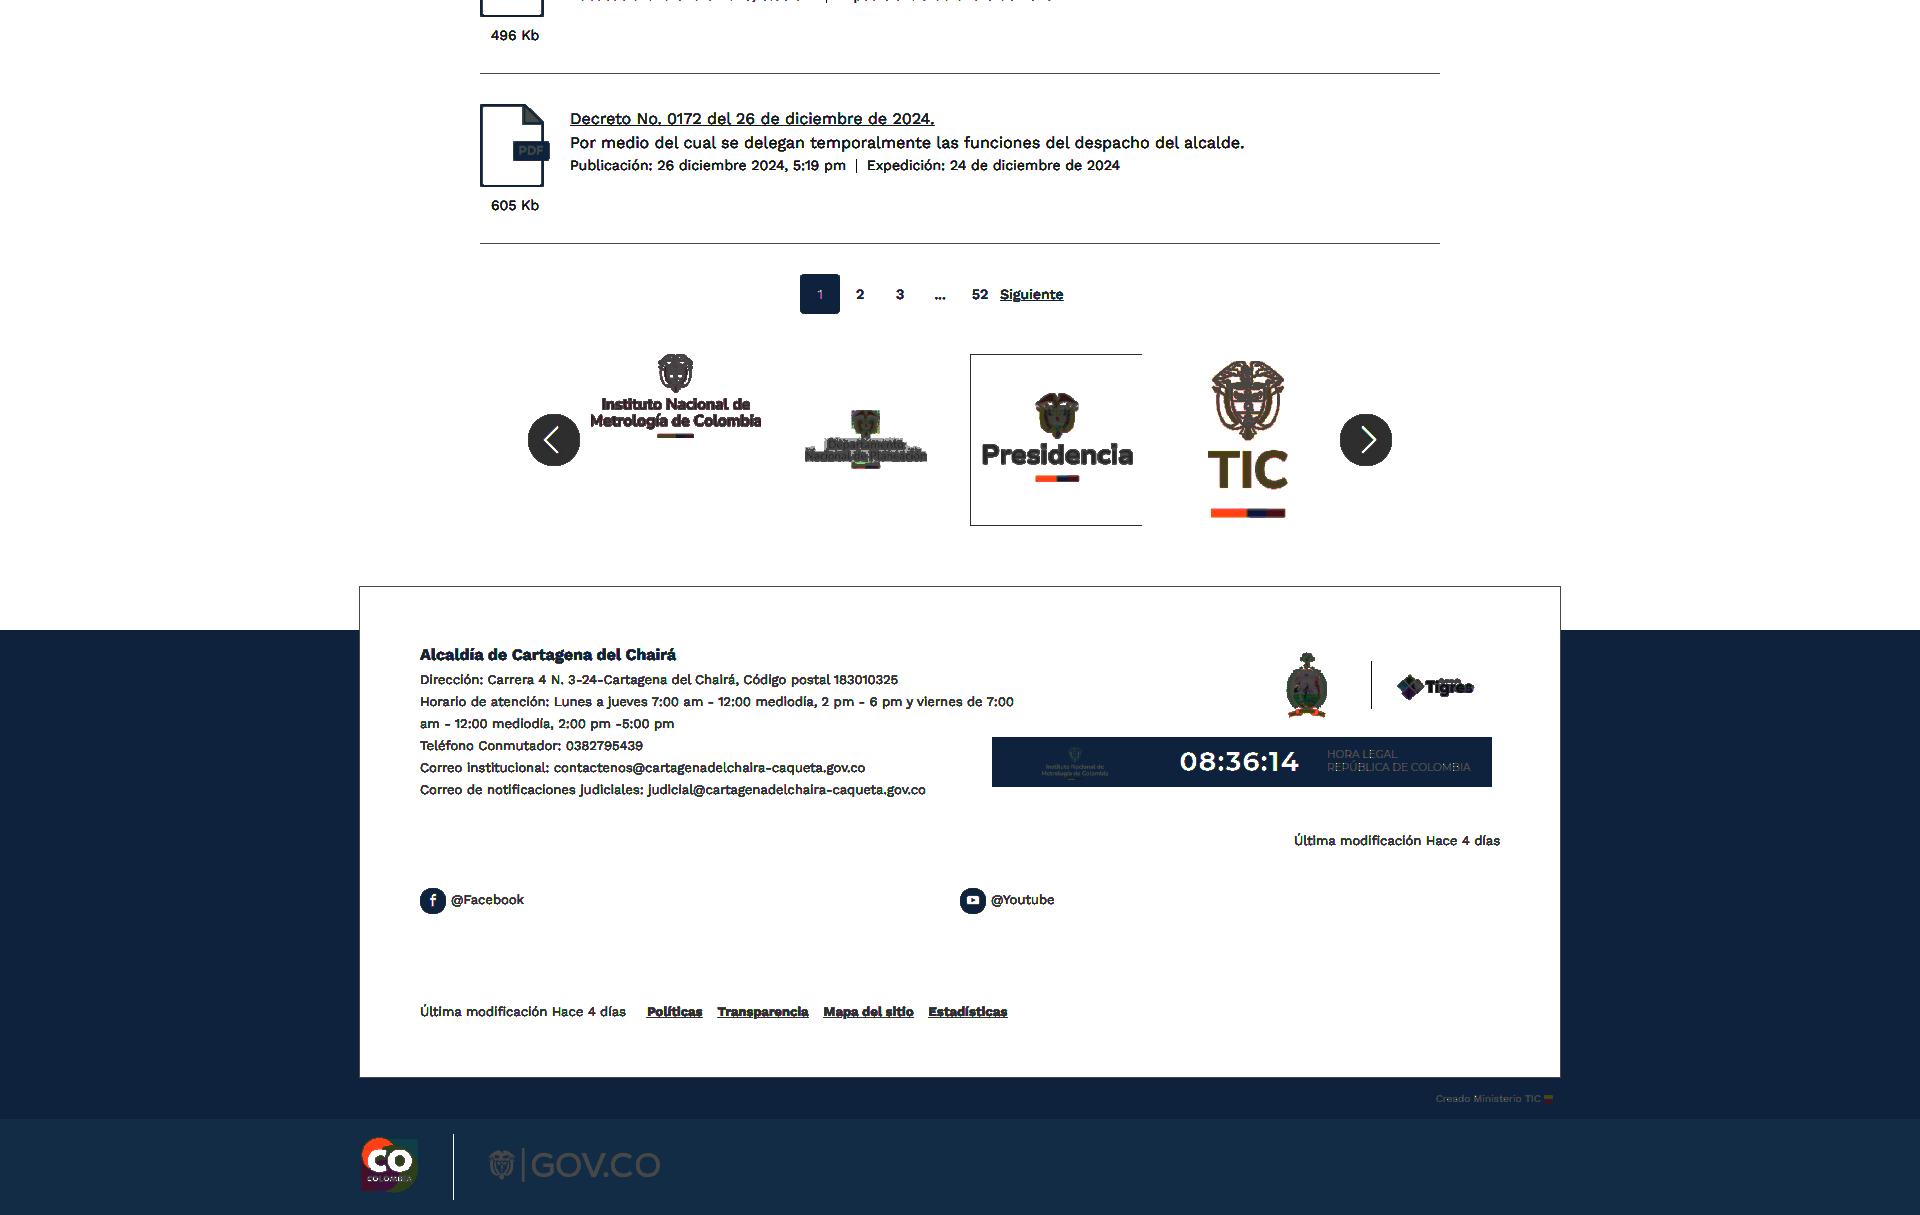 496 Kb
PDF
Decreto No. 0172 del 26 de diciembre de 2024.
Por medio del cual se delegan temporalmente las funciones del despacho del alcalde.
Publicación: 26 diciembre 2024, 5:19 pm | Expedición: 24 de diciembre de 2024
605 Kb
1 2 3 ... 52 Siguiente
Instituto Nacional de
Metrología de Colombia
Departamento
Nacional de Planeación
Presidencia
TIC
Alcaldía de Cartagena del Chairá
Dirección: Carrera 4 N. 3-24-Cartagena del Chairá, Código postal 183010325
Horario de atención: Lunes a jueves 7:00 am - 12:00 mediodía, 2 pm - 6 pm y viernes de 7:00
am - 12:00 mediodía, 2:00 pm -5:00 pm
Teléfono Conmutador: 0382795439
Correo institucional: contactenos@cartagenadelchaira-caqueta.gov.co
Correo de notificaciones judiciales: judicial@cartagenadelchaira-caqueta.gov.co
Tigres
Instituto Nacional de
Metrología de Colombia
08:36:14
HORA LEGAL
REPÚBLICA DE COLOMBIA
Última modificación Hace 4 días
@Facebook
@Youtube
Última modificación Hace 4 días Políticas Transparencia Mapa del sitio Estadísticas
Creado Ministerio TIC
CO
COLOMBIA
GOV.CO